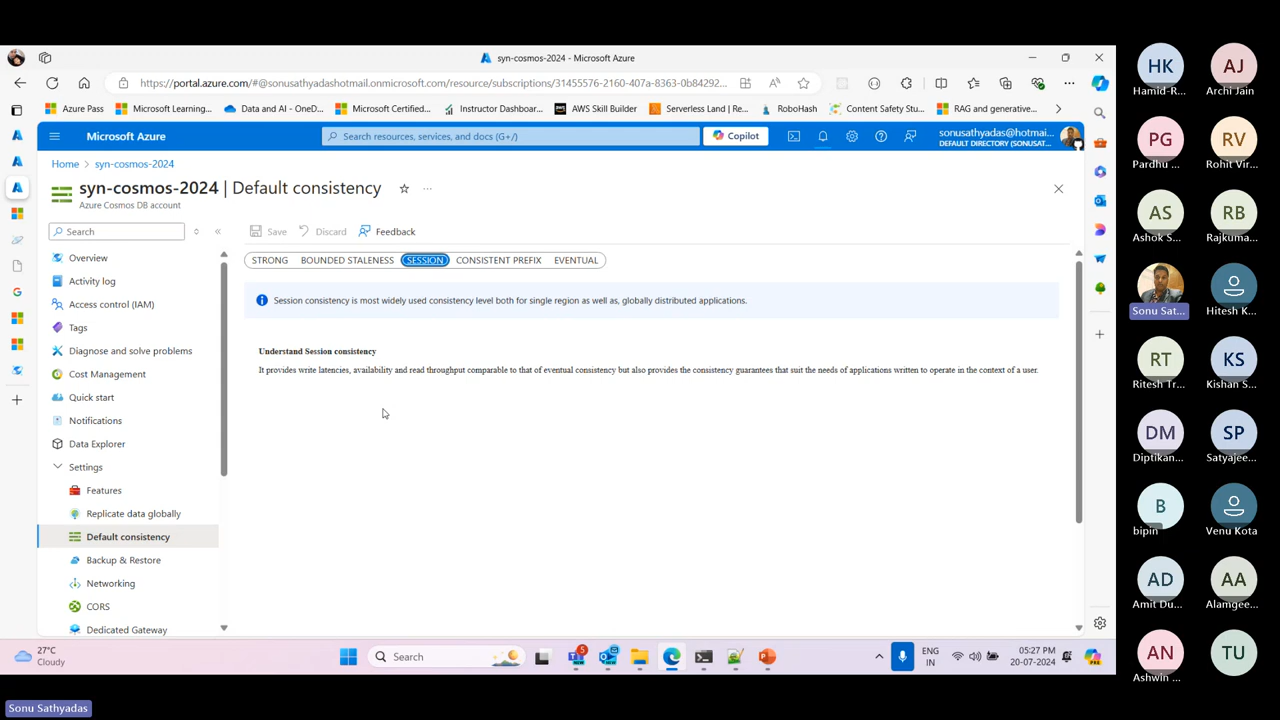 syn-cosmos-2024 - Microsoft Azure
https://portal.azure.com/#@sonusathyadashotmail.onmicrosoft.com/resource/subscriptions/31455576-2160-407a-8363-0b84292...
Azure Pass
Microsoft Learning...
Data and AI - OneD...
Microsoft Certified...
Instructor Dashboar...
aws
AWS Skill Builder
Serverless Land | Re...
RoboHash
Content Safety Stu...
RAG and generative...
Microsoft Azure
Search resources, services, and docs (G+/)
Copilot
sonusathyadas@hotmai...
DEFAULT DIRECTORY (SONUSAT...
Home > syn-cosmos-2024
syn-cosmos-2024 | Default consistency
Azure Cosmos DB account
Search
Save
Discard
Feedback
Overview
Activity log
Access control (IAM)
Tags
Diagnose and solve problems
Cost Management
Quick start
Notifications
Data Explorer
Settings
Features
Replicate data globally
Default consistency
Backup & Restore
Networking
CORS
Dedicated Gateway
STRONG
BOUNDED STALENESS
SESSION
CONSISTENT PREFIX
EVENTUAL
Session consistency is most widely used consistency level both for single region as well as, globally distributed applications.
Understand Session consistency
It provides write latencies, availability and read throughput comparable to that of eventual consistency but also provides the consistency guarantees that suit the needs of applications written to operate in the context of a user.
27°C
Cloudy
Search
5
ENG
IN
05:27 PM
20-07-2024
HK
Hamid-R...
AJ
Archi Jain
PG
Pardhu ...
RV
Rohit Vir...
AS
Ashok S...
RB
Rajkuma...
Sonu Sat...
Hitesh K...
RT
Ritesh Tr...
KS
Kishan S...
DM
Diptikan...
SP
Satyajee...
B
bipin
Venu Kota
AD
Amit Du...
AA
Alamgee...
AN
Ashwin ...
TU
Sonu Sathyadas